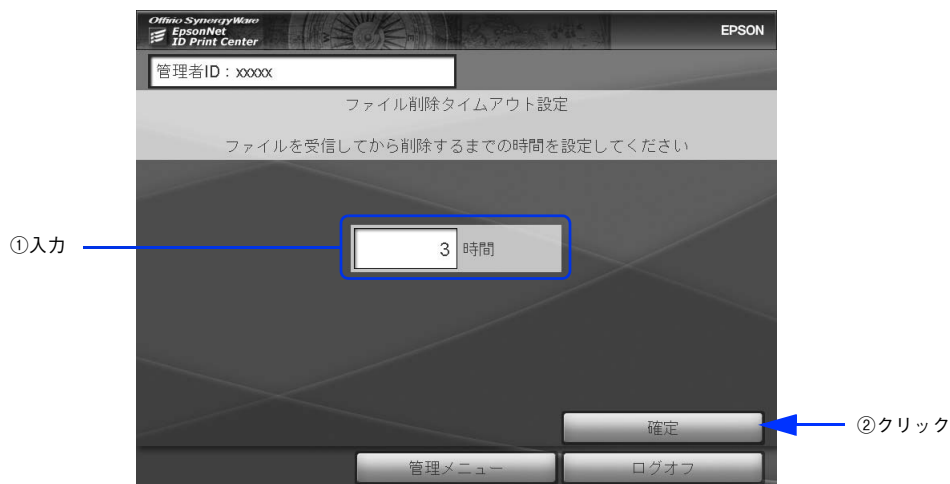 Offirio SynergyWare
EpsonNet
ID Print Center
EPSON
管理者ID：xxxxx
ファイル削除タイムアウト設定
ファイルを受信してから削除するまでの時間を設定してください
①入力
3 時間
確定
②クリック
管理メニュー
ログオフ